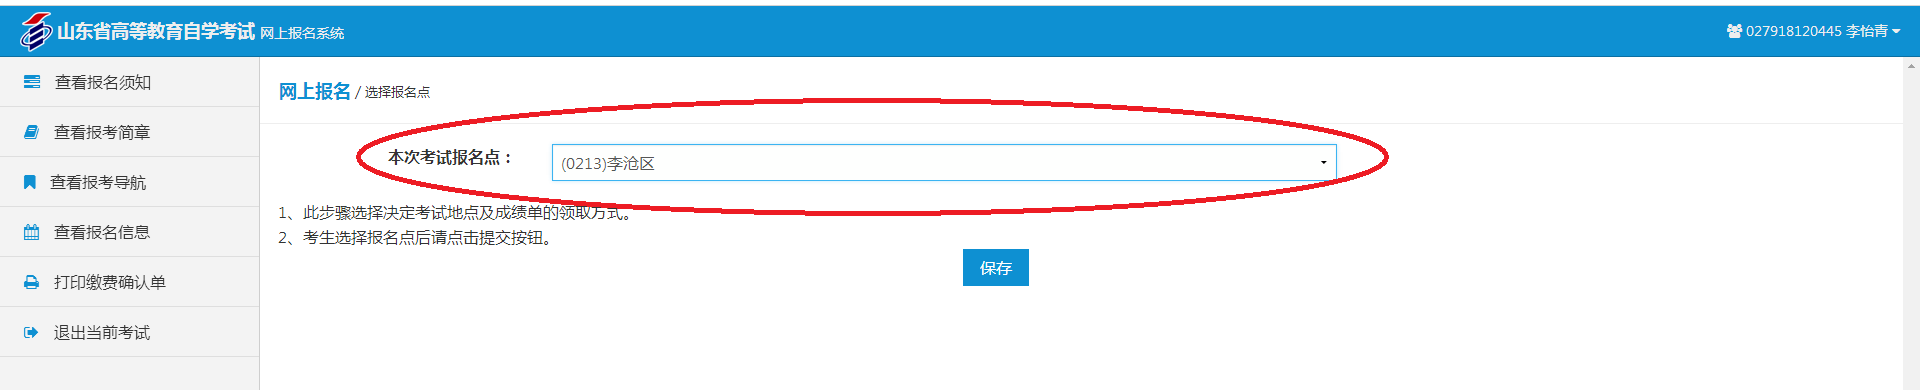 山东省高等教育自学考试 网上报名系统
027918120445 李怡青
查看报名须知
查看报考简章
查看报考导航
查看报名信息
打印缴费确认单
退出当前考试
网上报名 / 选择报名点
本次考试报名点：
(0213)李沧区
1、此步骤选择决定考试地点及成绩单的领取方式。
2、考生选择报名点后请点击提交按钮。
保存